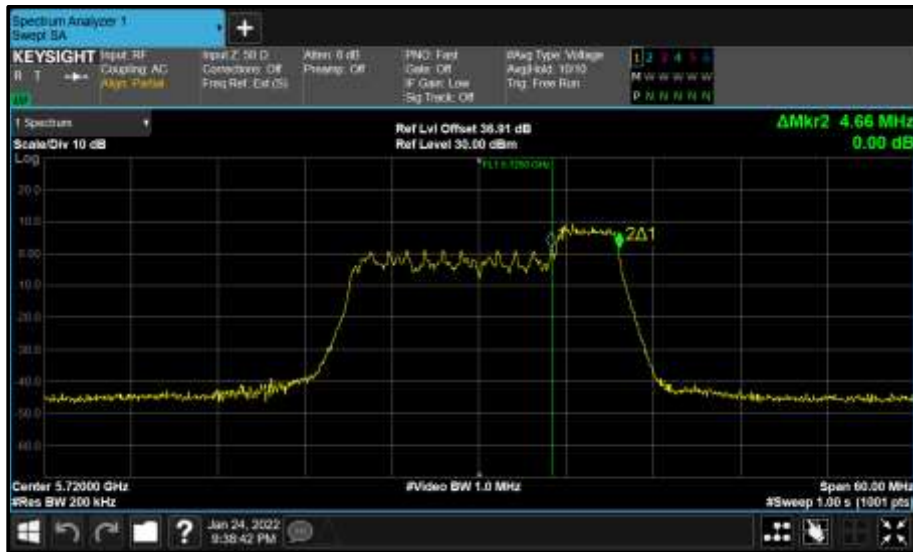 Spectrum Analyzer 1
Swept SA
KEYSIGHT
R T
Input: RF
Coupling: AC
Align: Partial
Input Z: 50 Ω
Corrections: Off
Freq Ref: Ext (S)
Atten: 6 dB
Preamp: Off
PNO: Fast
Gate: Off
IF Gain: Low
Sig Track: Off
#Avg Type: Voltage
Avg|Hold: 10/10
Trig: Free Run
1 2 3 4 5 6
M W W W W W
P N N N N N
1 Spectrum
Scale/Div 10 dB
Ref Lvl Offset 36.91 dB
Ref Level 30.00 dBm
ΔMkr2 4.66 MHz
0.00 dB
Log
20.0
10.0
0.00
-10.0
-20.0
-30.0
-40.0
-50.0
-60.0
2Δ1
Center 5.72000 GHz
#Res BW 200 kHz
#Video BW 1.0 MHz
Span 60.00 MHz
#Sweep 1.00 s (1001 pts)
?
Jan 24, 2022
9:38:42 PM